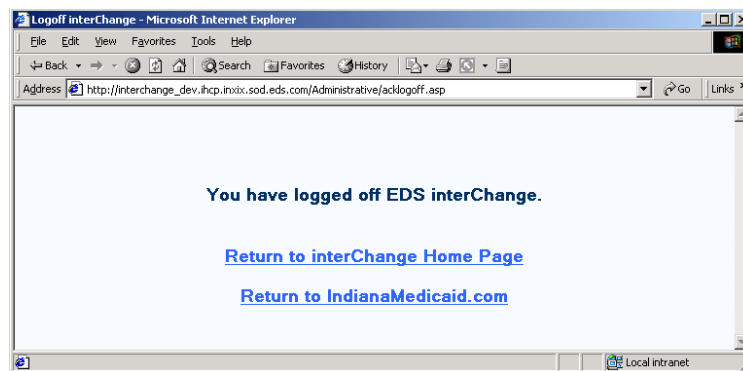 Logoff interChange - Microsoft Internet Explorer
File Edit View Favorites Tools Help
Back Search Favorites History
Address http://interchange_dev.ihcp.inxix.sod.eds.com/Administrative/acklogoff.asp Go Links
You have logged off EDS interChange.
Return to interChange Home Page
Return to IndianaMedicaid.com
Local intranet